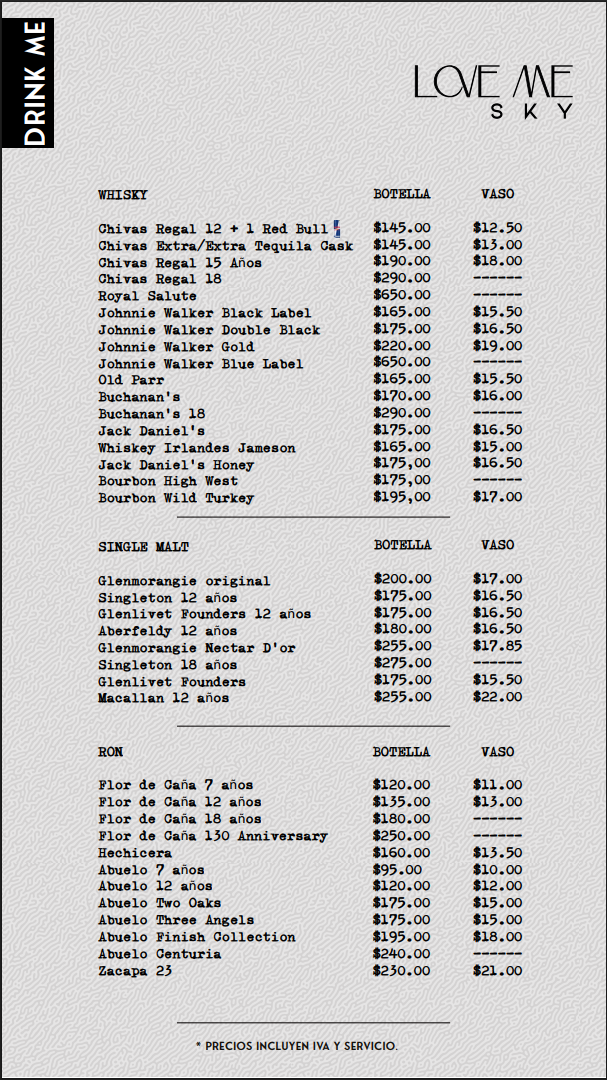 DRINK ME
LOVE ME
SKY
WHISKY BOTELLA VASO
Chivas Regal 12 + 1 Red Bull $145.00 $12.50
Chivas Extra/Extra Tequila Cask $145.00 $13.00
Chivas Regal 15 Años $190.00 $18.00
Chivas Regal 18 $290.00 ------
Royal Salute $650.00 ------
Johnnie Walker Black Label $165.00 $15.50
Johnnie Walker Double Black $175.00 $16.50
Johnnie Walker Gold $220.00 $19.00
Johnnie Walker Blue Label $650.00 ------
Old Parr $165.00 $15.50
Buchanan's $170.00 $16.00
Buchanan's 18 $290.00 ------
Jack Daniel's $175.00 $16.50
Whiskey Irlandes Jameson $165.00 $15.00
Jack Daniel's Honey $175,00 $16.50
Bourbon High West $175,00 ------
Bourbon Wild Turkey $195,00 $17.00
SINGLE MALT BOTELLA VASO
Glenmorangie original $200.00 $17.00
Singleton 12 años $175.00 $16.50
Glenlivet Founders 12 años $175.00 $16.50
Aberfeldy 12 años $180.00 $16.50
Glenmorangie Nectar D'or $255.00 $17.85
Singleton 18 años $275.00 ------
Glenlivet Founders $175.00 $15.50
Macallan 12 años $255.00 $22.00
RON BOTELLA VASO
Flor de Caña 7 años $120.00 $11.00
Flor de Caña 12 años $135.00 $13.00
Flor de Caña 18 años $180.00 ------
Flor de Caña 130 Anniversary $250.00 ------
Hechicera $160.00 $13.50
Abuelo 7 años $95.00 $10.00
Abuelo 12 años $120.00 $12.00
Abuelo Two Oaks $175.00 $15.00
Abuelo Three Angels $175.00 $15.00
Abuelo Finish Collection $195.00 $18.00
Abuelo Centuria $240.00 ------
Zacapa 23 $230.00 $21.00
* PRECIOS INCLUYEN IVA Y SERVICIO.